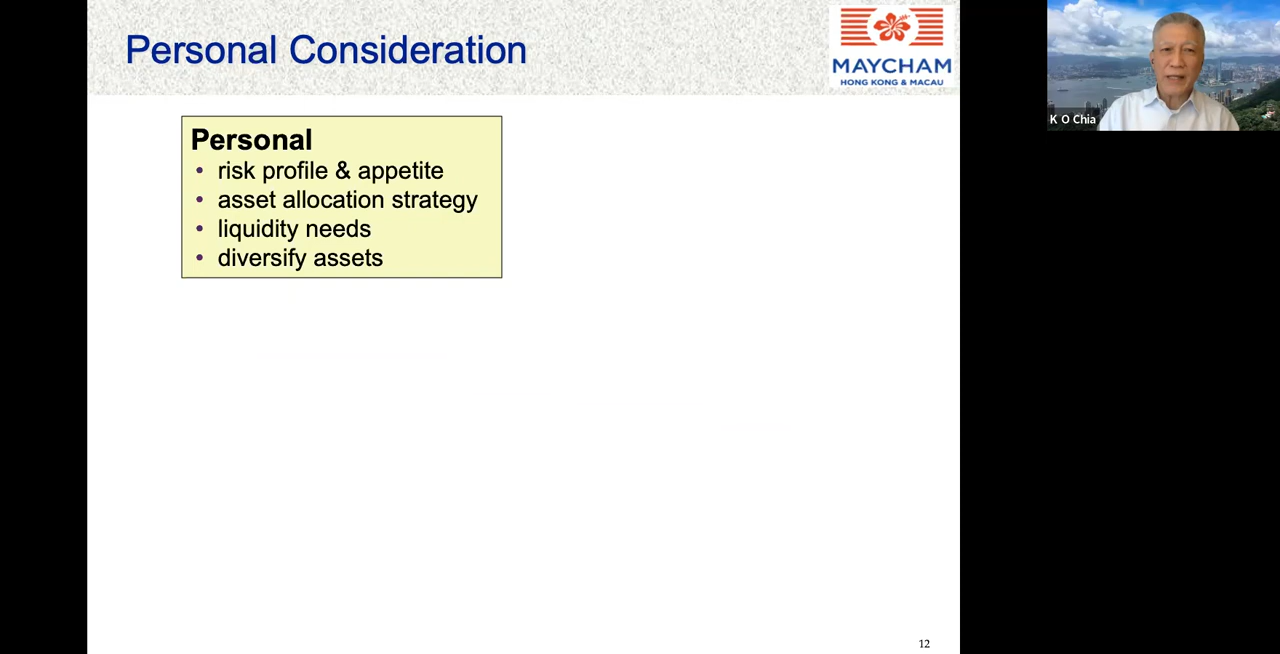 Personal Consideration
MAYCHAM
HONG KONG & MACAU
K O Chia
Personal
• risk profile & appetite
• asset allocation strategy
• liquidity needs
• diversify assets
12